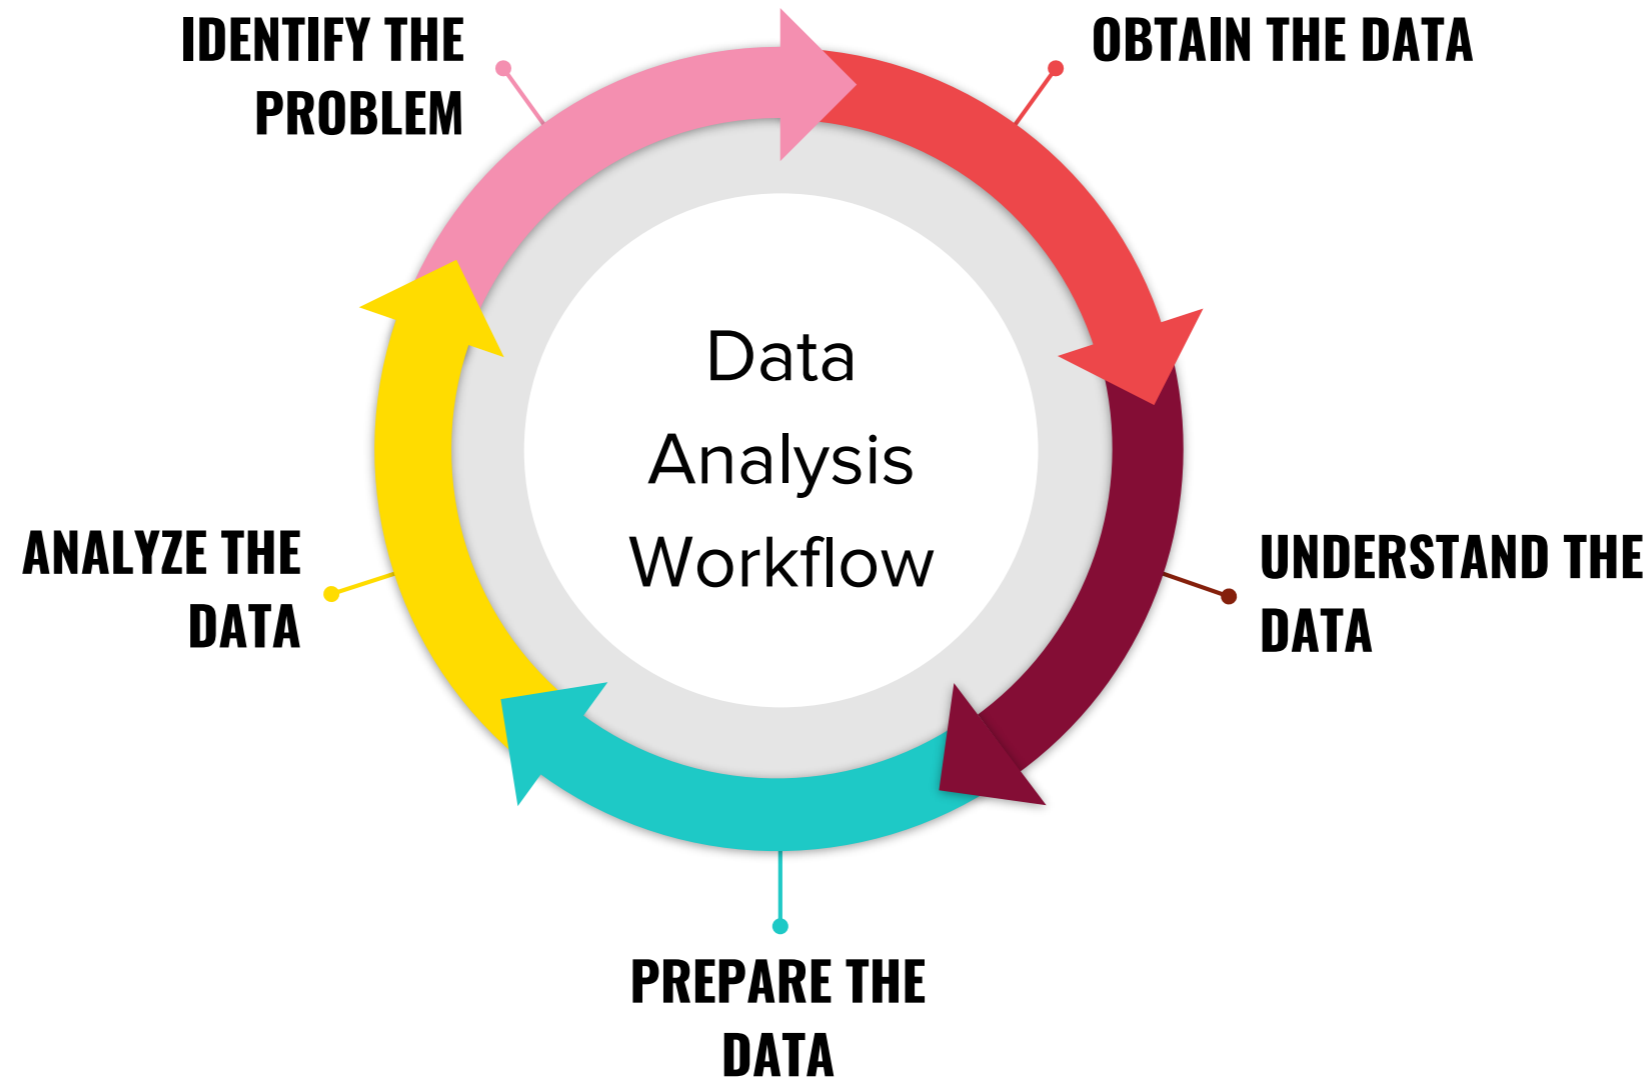 IDENTIFY THE
PROBLEM
OBTAIN THE DATA
Data
Analysis
Workflow
ANALYZE THE
DATA
UNDERSTAND THE
DATA
PREPARE THE
DATA